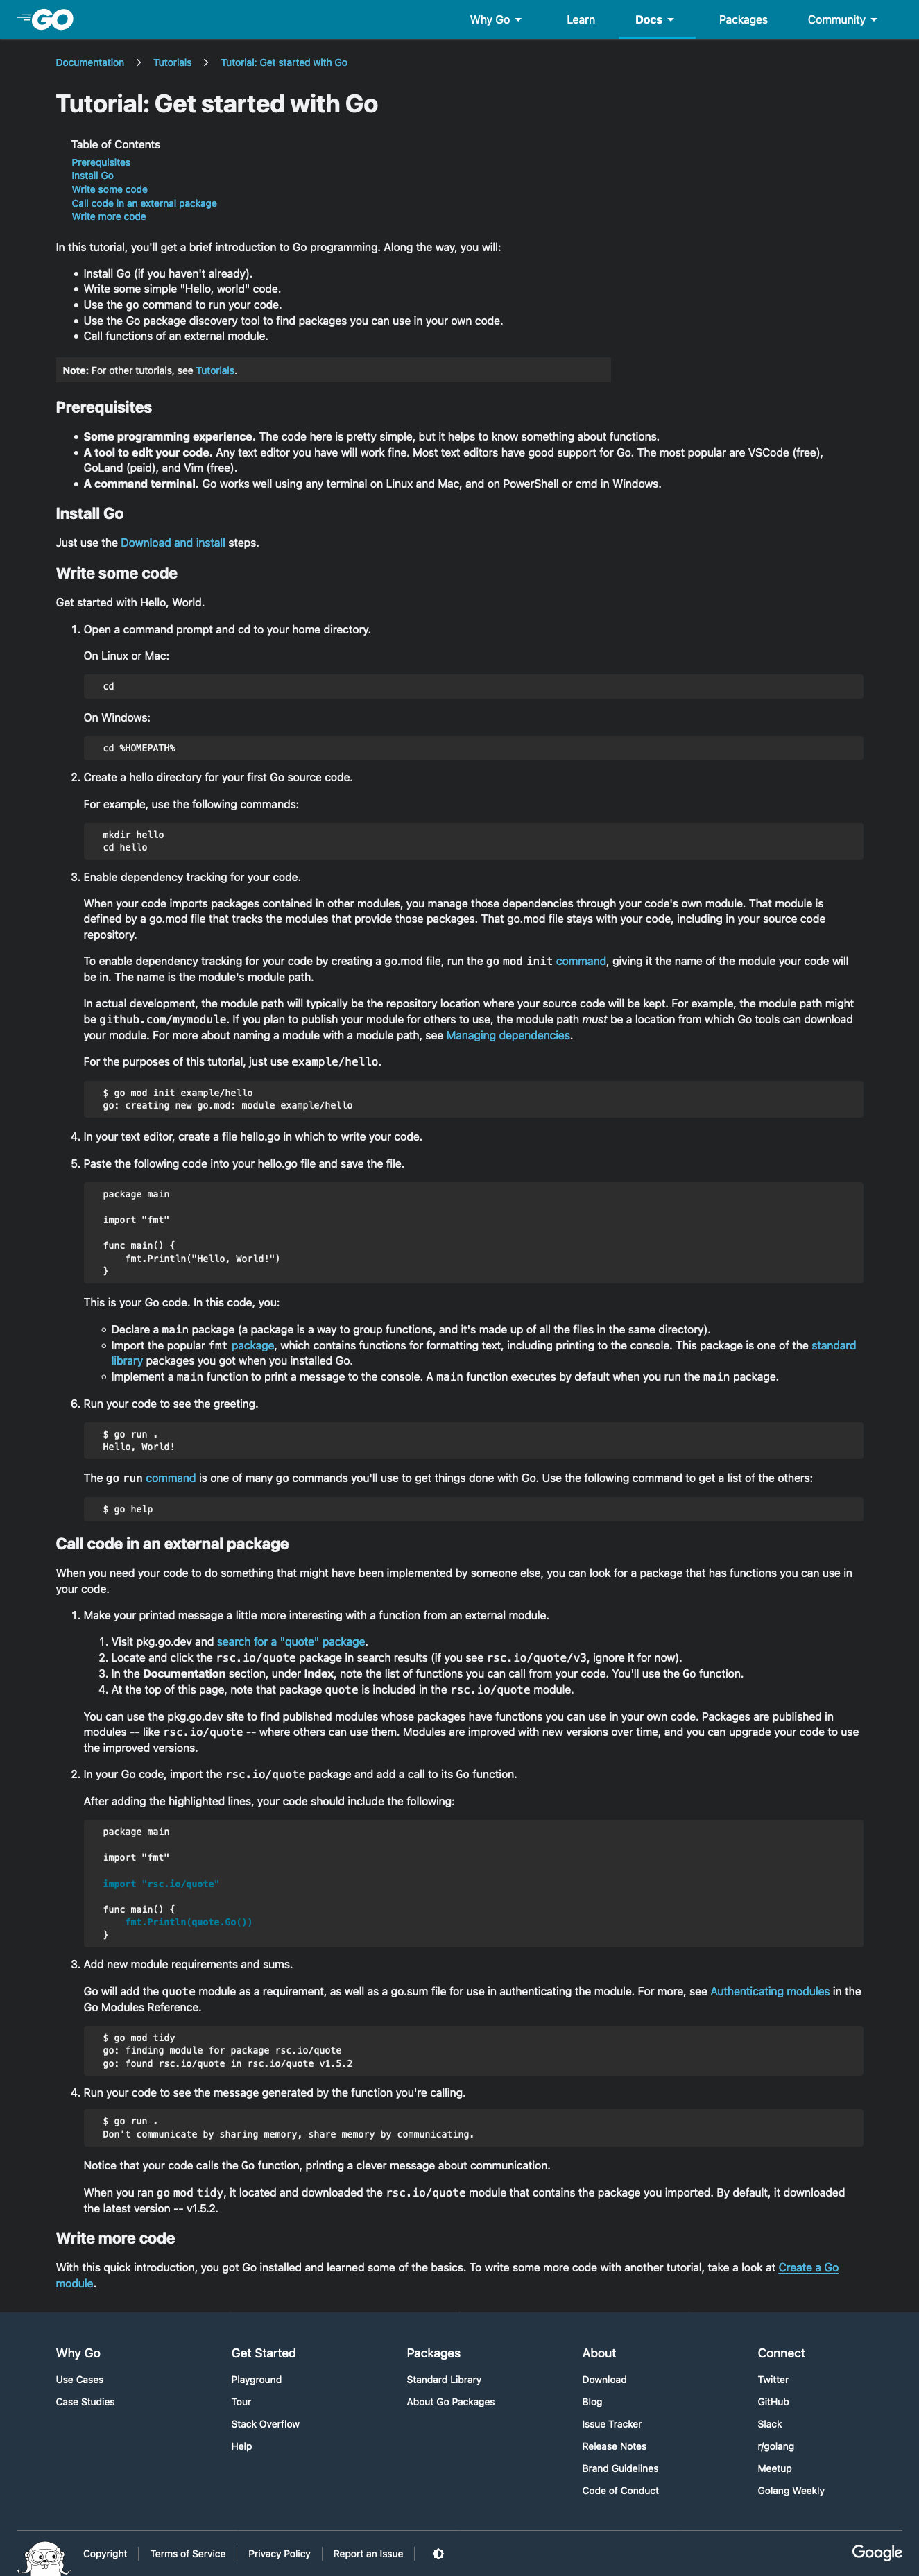 GO
Why Go
Learn
Docs
Packages
Community
Documentation
Tutorials
Tutorial: Get started with Go
Tutorial: Get started with Go
Table of Contents
Prerequisites
Install Go
Write some code
Call code in an external package
Write more code
In this tutorial, you'll get a brief introduction to Go programming. Along the way, you will:
• Install Go (if you haven't already).
• Write some simple "Hello, world" code.
• Use the go command to run your code.
• Use the Go package discovery tool to find packages you can use in your own code.
• Call functions of an external module.
Note: For other tutorials, see Tutorials.
Prerequisites
• Some programming experience. The code here is pretty simple, but it helps to know something about functions.
• A tool to edit your code. Any text editor you have will work fine. Most text editors have good support for Go. The most popular are VSCode (free),
GoLand (paid), and Vim (free).
• A command terminal. Go works well using any terminal on Linux and Mac, and on PowerShell or cmd in Windows.
Install Go
Just use the Download and install steps.
Write some code
Get started with Hello, World.
1. Open a command prompt and cd to your home directory.
On Linux or Mac:
cd
On Windows:
cd %HOMEPATH%
2. Create a hello directory for your first Go source code.
For example, use the following commands:
mkdir hello
cd hello
3. Enable dependency tracking for your code.
When your code imports packages contained in other modules, you manage those dependencies through your code's own module. That module is
defined by a go.mod file that tracks the modules that provide those packages. That go.mod file stays with your code, including in your source code
repository.
To enable dependency tracking for your code by creating a go.mod file, run the go mod init command, giving it the name of the module your code will
be in. The name is the module's module path.
In actual development, the module path will typically be the repository location where your source code will be kept. For example, the module path might
be github.com/mymodule. If you plan to publish your module for others to use, the module path must be a location from which Go tools can download
your module. For more about naming a module with a module path, see Managing dependencies.
For the purposes of this tutorial, just use example/hello.
$ go mod init example/hello
go: creating new go.mod: module example/hello
4. In your text editor, create a file hello.go in which to write your code.
5. Paste the following code into your hello.go file and save the file.
package main
import "fmt"
func main() {
fmt.Println("Hello, World!")
}
This is your Go code. In this code, you:
◦ Declare a main package (a package is a way to group functions, and it's made up of all the files in the same directory).
◦ Import the popular fmt package, which contains functions for formatting text, including printing to the console. This package is one of the standard
library packages you got when you installed Go.
◦ Implement a main function to print a message to the console. A main function executes by default when you run the main package.
6. Run your code to see the greeting.
$ go run .
Hello, World!
The go run command is one of many go commands you'll use to get things done with Go. Use the following command to get a list of the others:
$ go help
Call code in an external package
When you need your code to do something that might have been implemented by someone else, you can look for a package that has functions you can use in
your code.
1. Make your printed message a little more interesting with a function from an external module.
1. Visit pkg.go.dev and search for a "quote" package.
2. Locate and click the rsc.io/quote package in search results (if you see rsc.io/quote/v3, ignore it for now).
3. In the Documentation section, under Index, note the list of functions you can call from your code. You'll use the Go function.
4. At the top of this page, note that package quote is included in the rsc.io/quote module.
You can use the pkg.go.dev site to find published modules whose packages have functions you can use in your own code. Packages are published in
modules -- like rsc.io/quote -- where others can use them. Modules are improved with new versions over time, and you can upgrade your code to use
the improved versions.
2. In your Go code, import the rsc.io/quote package and add a call to its Go function.
After adding the highlighted lines, your code should include the following:
package main
import "fmt"
import "rsc.io/quote"
func main() {
fmt.Println(quote.Go())
}
3. Add new module requirements and sums.
Go will add the quote module as a requirement, as well as a go.sum file for use in authenticating the module. For more, see Authenticating modules in the
Go Modules Reference.
$ go mod tidy
go: finding module for package rsc.io/quote
go: found rsc.io/quote in rsc.io/quote v1.5.2
4. Run your code to see the message generated by the function you're calling.
$ go run .
Don't communicate by sharing memory, share memory by communicating.
Notice that your code calls the Go function, printing a clever message about communication.
When you ran go mod tidy, it located and downloaded the rsc.io/quote module that contains the package you imported. By default, it downloaded
the latest version -- v1.5.2.
Write more code
With this quick introduction, you got Go installed and learned some of the basics. To write some more code with another tutorial, take a look at Create a Go
module.
Why Go
Use Cases
Case Studies
Get Started
Playground
Tour
Stack Overflow
Help
Packages
Standard Library
About Go Packages
About
Download
Blog
Issue Tracker
Release Notes
Brand Guidelines
Code of Conduct
Connect
Twitter
GitHub
Slack
r/golang
Meetup
Golang Weekly
Copyright
Terms of Service
Privacy Policy
Report an Issue
Google